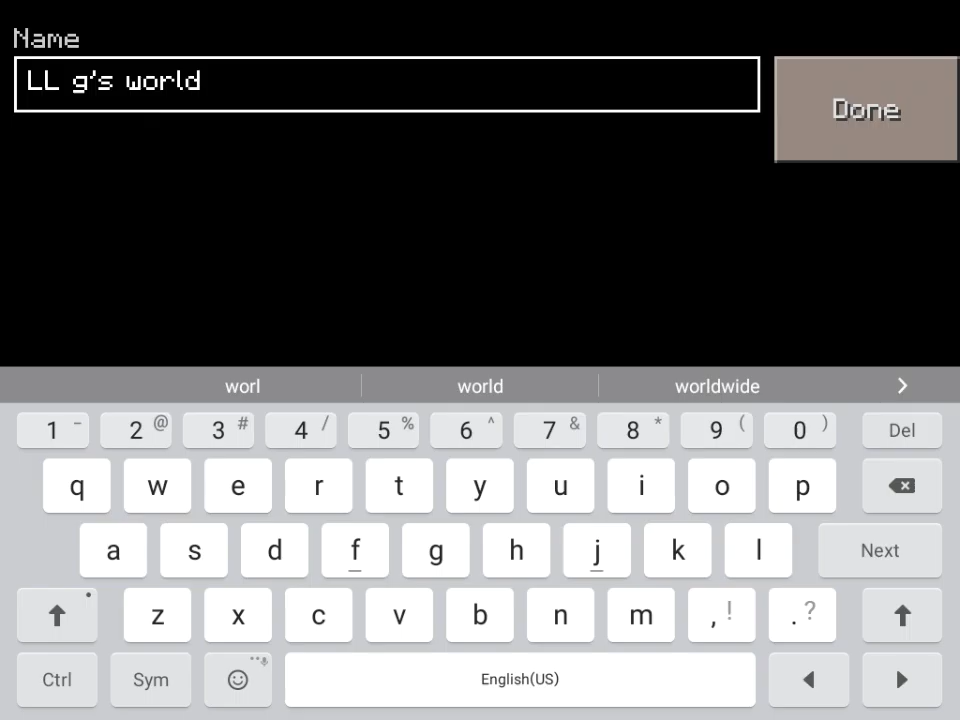 Name
LL g's world
Done
worl world worldwide >
1 - 2 @ 3 # 4 / 5 % 6 ^ 7 & 8 * 9 ( 0 ) Del
q w e r t y u i o p
a s d f g h j k l Next
z x c v b n m , ! . ?
Ctrl Sym English(US)